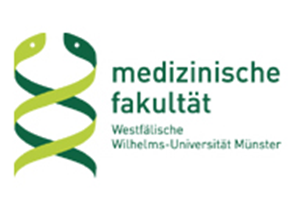 medizinische
fakultät
Westfälische
Wilhelms-Universität Münster